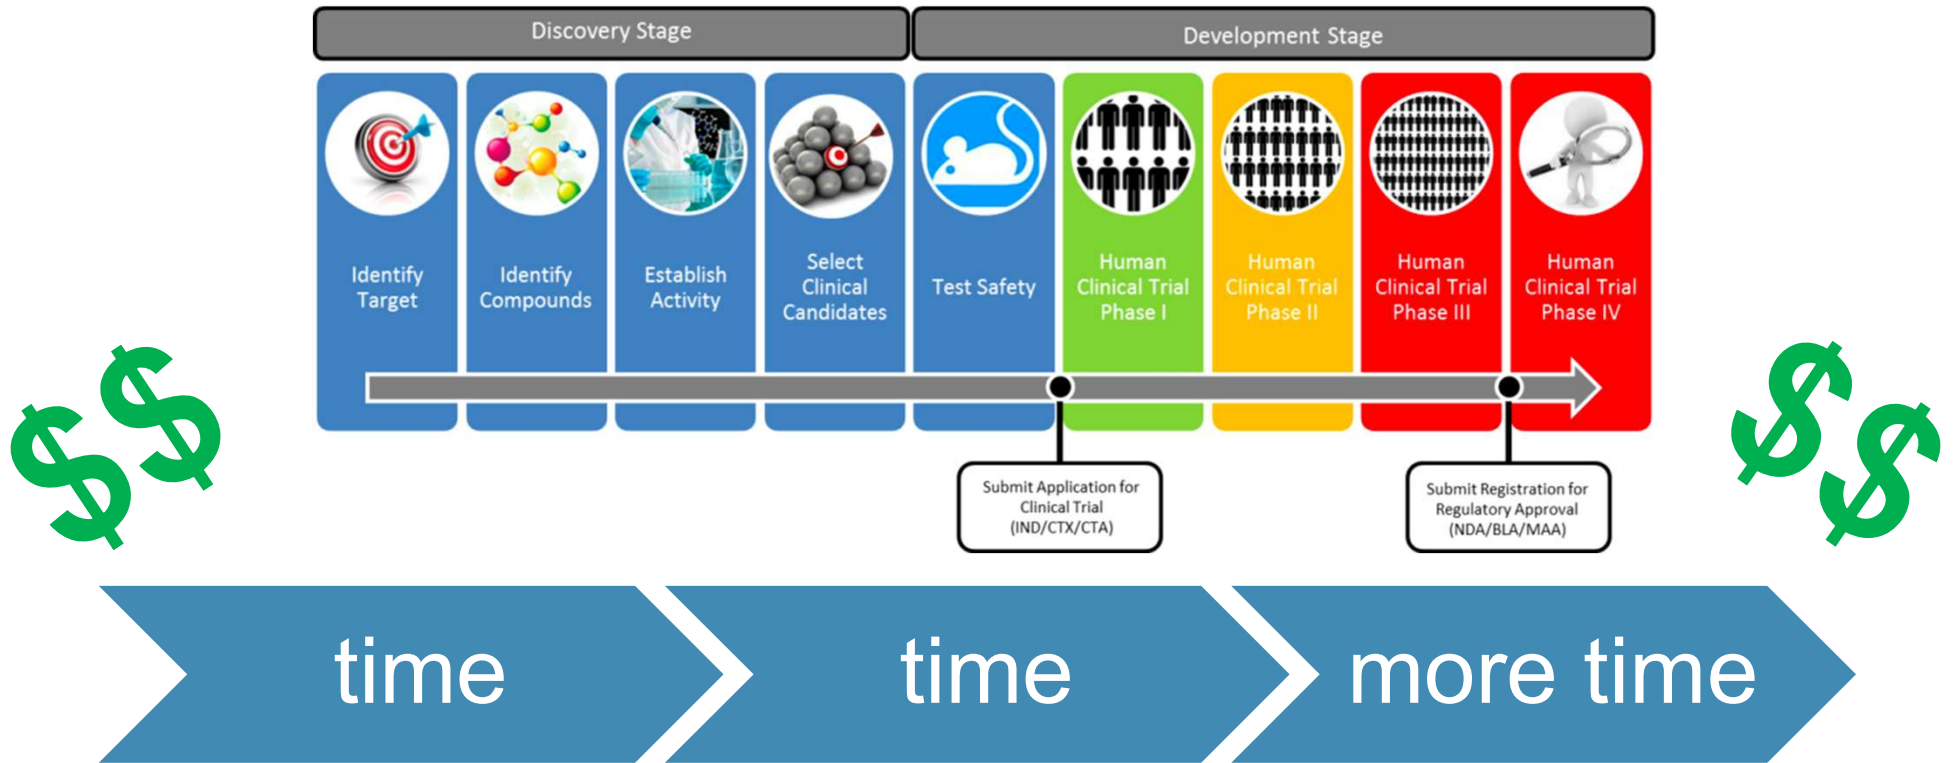 Discovery Stage
Development Stage
Identify
Target
Identify
Compounds
Establish
Activity
Select
Clinical
Candidates
Test Safety
Human
Clinical Trial
Phase I
Human
Clinical Trial
Phase II
Human
Clinical Trial
Phase III
Human
Clinical Trial
Phase IV
$$
$$
Submit Application for
Clinical Trial
(IND/CTX/CTA)
Submit Registration for
Regulatory Approval
(NDA/BLA/MAA)
time
time
more time